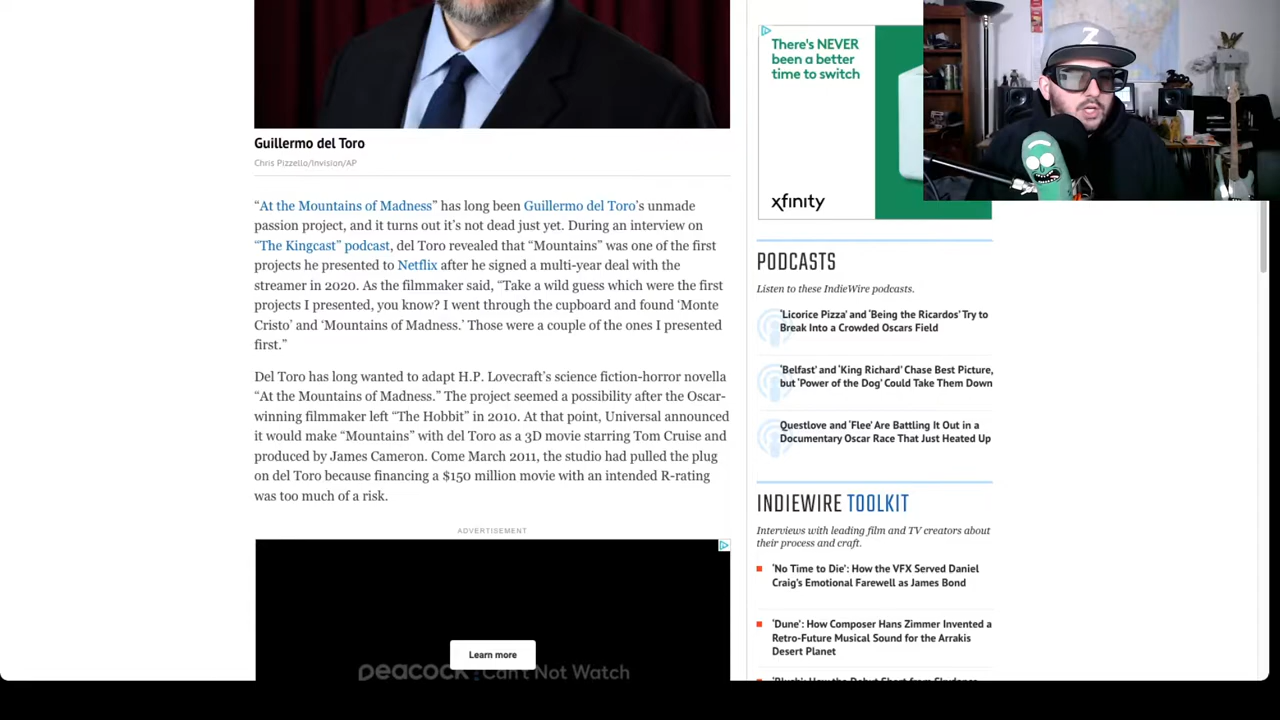 There's NEVER
been a better
time to switch
xfinity
Z
Guillermo del Toro
Chris Pizzello/Invision/AP
“At the Mountains of Madness” has long been Guillermo del Toro’s unmade
passion project, and it turns out it’s not dead just yet. During an interview on
“The Kingcast” podcast, del Toro revealed that “Mountains” was one of the first
projects he presented to Netflix after he signed a multi-year deal with the
streamer in 2020. As the filmmaker said, “Take a wild guess which were the first
projects I presented, you know? I went through the cupboard and found ‘Monte
Cristo’ and ‘Mountains of Madness.’ Those were a couple of the ones I presented
first.”
Del Toro has long wanted to adapt H.P. Lovecraft’s science fiction-horror novella
“At the Mountains of Madness.” The project seemed a possibility after the Oscar-
winning filmmaker left “The Hobbit” in 2010. At that point, Universal announced
it would make “Mountains” with del Toro as a 3D movie starring Tom Cruise and
produced by James Cameron. Come March 2011, the studio had pulled the plug
on del Toro because financing a $150 million movie with an intended R-rating
was too much of a risk.
ADVERTISEMENT
Learn more
peacock Can't Not Watch
PODCASTS
Listen to these IndieWire podcasts.
‘Licorice Pizza’ and ‘Being the Ricardos’ Try to
Break Into a Crowded Oscars Field
‘Belfast’ and ‘King Richard’ Chase Best Picture,
but ‘Power of the Dog’ Could Take Them Down
Questlove and ‘Flee’ Are Battling It Out in a
Documentary Oscar Race That Just Heated Up
INDIEWIRE TOOLKIT
Interviews with leading film and TV creators about
their process and craft.
‘No Time to Die’: How the VFX Served Daniel
Craig’s Emotional Farewell as James Bond
‘Dune’: How Composer Hans Zimmer Invented a
Retro-Future Musical Sound for the Arrakis
Desert Planet